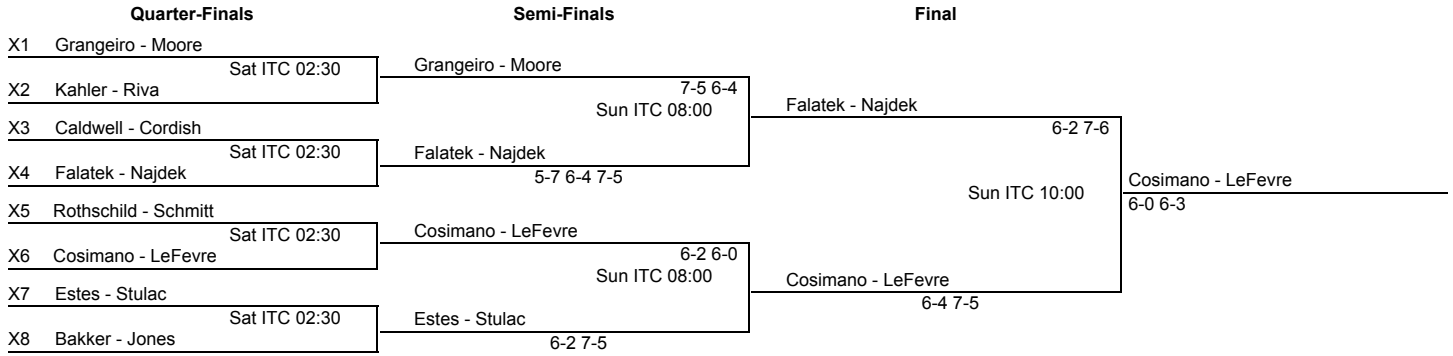 Quarter-Finals Semi-Finals Final
X1 Grangeiro - Moore
Sat ITC 02:30 Grangeiro - Moore
X2 Kahler - Riva 7-5 6-4
Sun ITC 08:00 Falatek - Najdek
X3 Caldwell - Cordish 6-2 7-6
Sat ITC 02:30 Falatek - Najdek
X4 Falatek - Najdek 5-7 6-4 7-5
Sun ITC 10:00 Cosimano - LeFevre
X5 Rothschild - Schmitt 6-0 6-3
Sat ITC 02:30 Cosimano - LeFevre
X6 Cosimano - LeFevre 6-2 6-0
Sun ITC 08:00 Cosimano - LeFevre
X7 Estes - Stulac 6-4 7-5
Sat ITC 02:30 Estes - Stulac
X8 Bakker - Jones 6-2 7-5